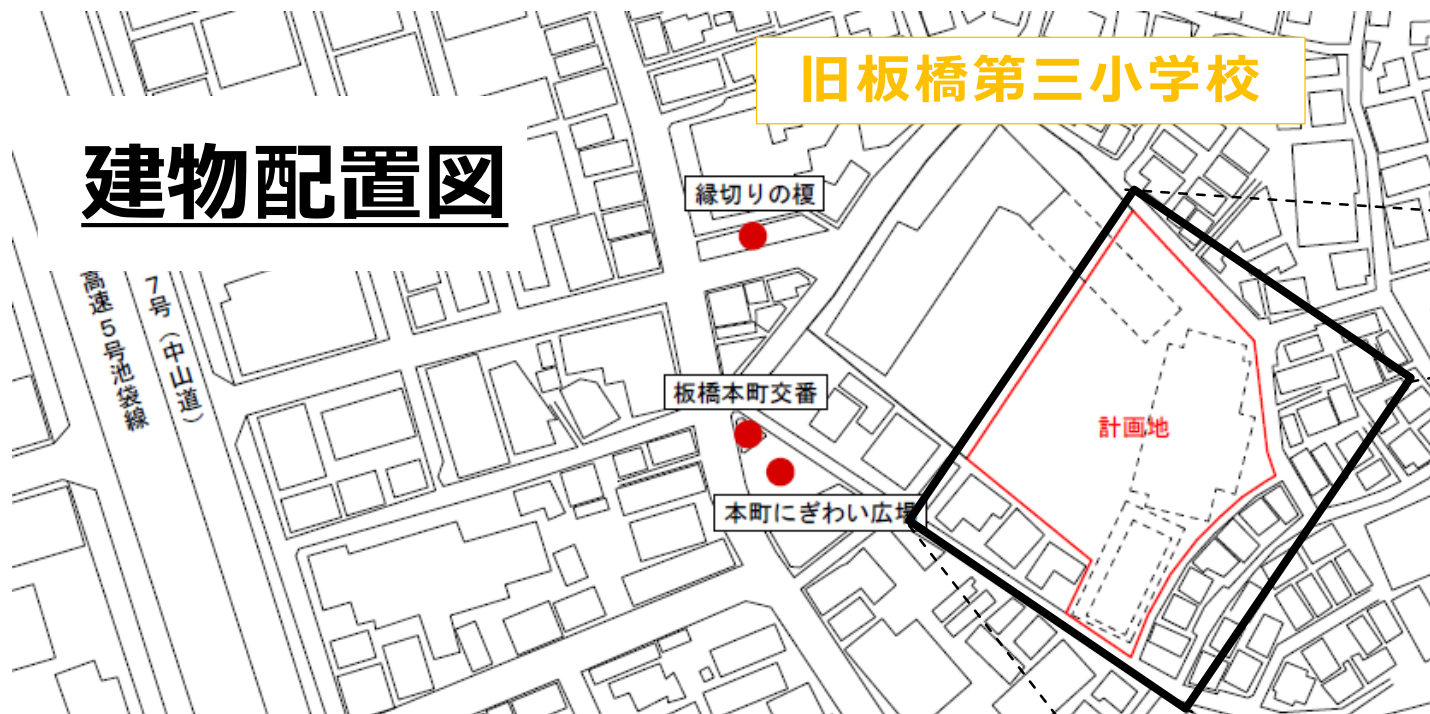 旧板橋第三小学校
建物配置図
縁切りの榎
高速5号池袋線
7号（中山道）
板橋本町交番
計画地
本町にぎわい広場